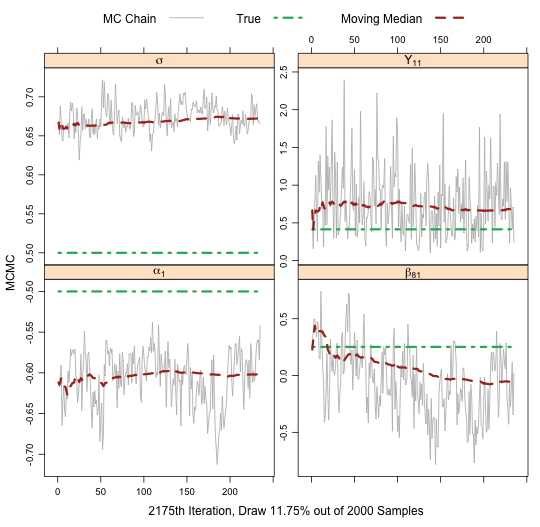 MC Chain True Moving Median
0 50 100 150 200
σ
Υ₁₁
0.50 0.55 0.60 0.65 0.70
0.0 0.5 1.0 1.5 2.0 2.5
MCMC
α₁
β₈₁
-0.70 -0.65 -0.60 -0.55 -0.50
-0.5 0.0 0.5
0 50 100 150 200
2175th Iteration, Draw 11.75% out of 2000 Samples